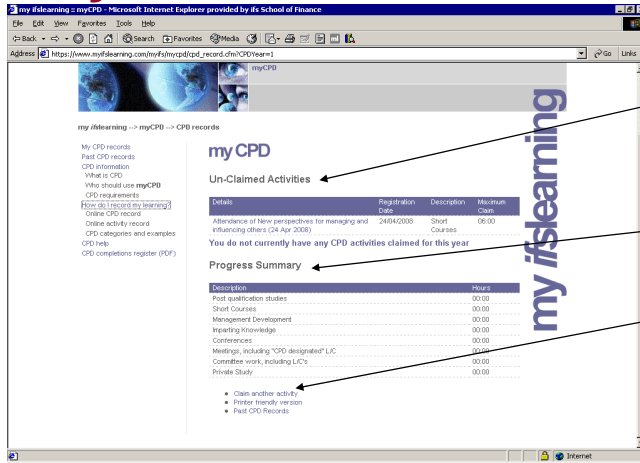 my ifslearning :: myCPD - Microsoft Internet Explorer provided by ifs School of Finance
File Edit View Favorites Tools Help
Back Search Favorites Media
Address https://www.myifslearning.com/myifs/mycpd/cpd_record.cfm?CPDYear=1 Go Links
myCPD
my ifslearning --> myCPD --> CPD records
My CPD records
Past CPD records
CPD information
What is CPD
Who should use myCPD
CPD requirements
How do I record my learning?
Online CPD record
Online activity record
CPD categories and examples
CPD help
CPD completions register (PDF)
my CPD
Un-Claimed Activities
Details Registration Date Description Maximum Claim
Attendance of New perspectives for managing and influencing others (24 Apr 2008) 24/04/2008 Short Courses 06:00
You do not currently have any CPD activities claimed for this year
Progress Summary
Description Hours
Post qualification studies 00:00
Short Courses 00:00
Management Development 00:00
Imparting Knowledge 00:00
Conferences 00:00
Meetings, including "CPD designated" L/C 00:00
Committee work, including L/C's 00:00
Private Study 00:00
Claim another activity
Printer friendly version
Past CPD Records
my ifslearning
Internet